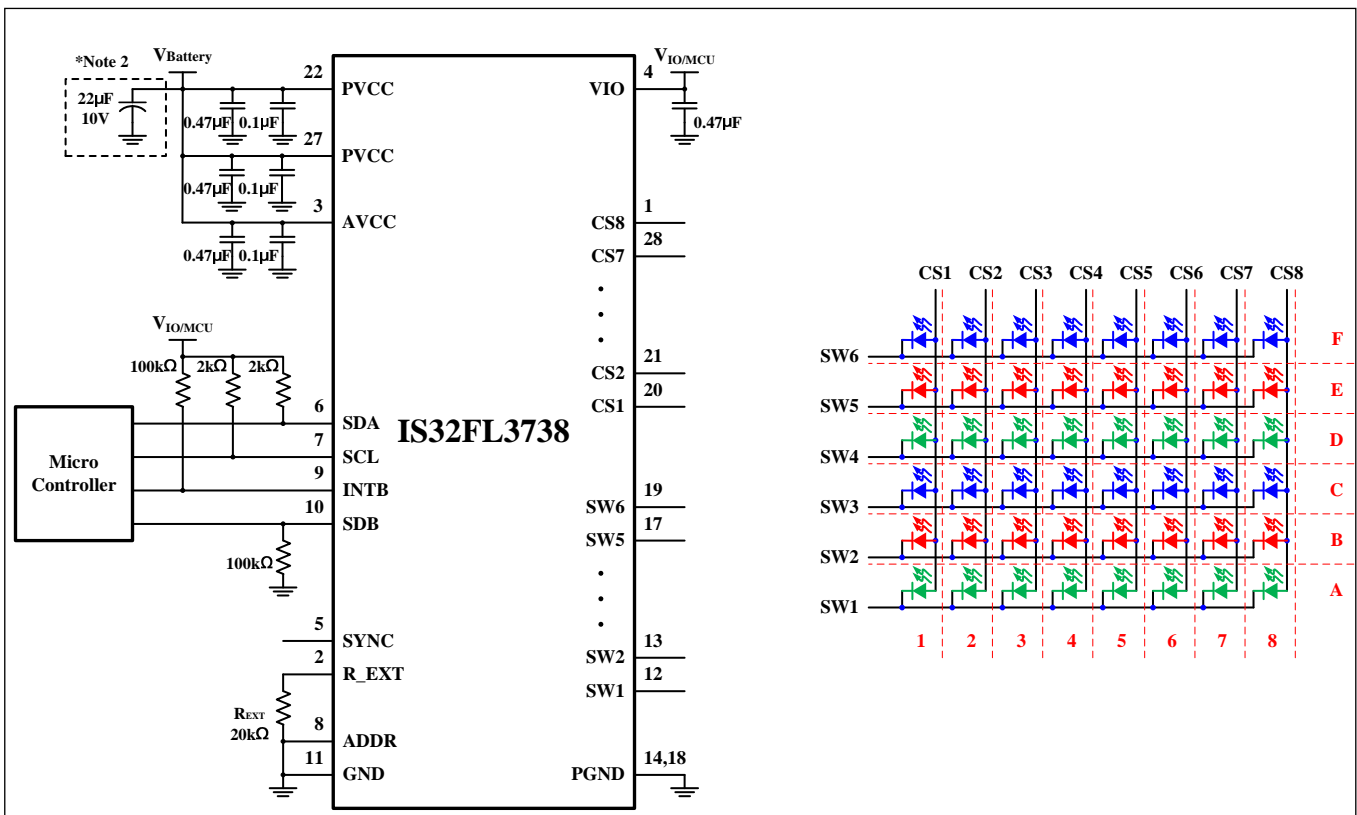 *Note 2
VBattery
22μF
10V
0.47μF 0.1μF
0.47μF 0.1μF
0.47μF 0.1μF
22
PVCC
27
PVCC
3
AVCC
VIO/MCU
100kΩ 2kΩ 2kΩ
Micro
Controller
6
SDA
7
SCL
9
INTB
10
SDB
100kΩ
5
SYNC
2
R_EXT
REXT
20kΩ
8
ADDR
11
GND
IS32FL3738
VIO/MCU
4
VIO
0.47μF
1
CS8
28
CS7
21
CS2
20
CS1
19
SW6
17
SW5
13
SW2
12
SW1
14,18
PGND
CS1 CS2 CS3 CS4 CS5 CS6 CS7 CS8
SW6 F
SW5 E
SW4 D
SW3 C
SW2 B
SW1 A
1 2 3 4 5 6 7 8